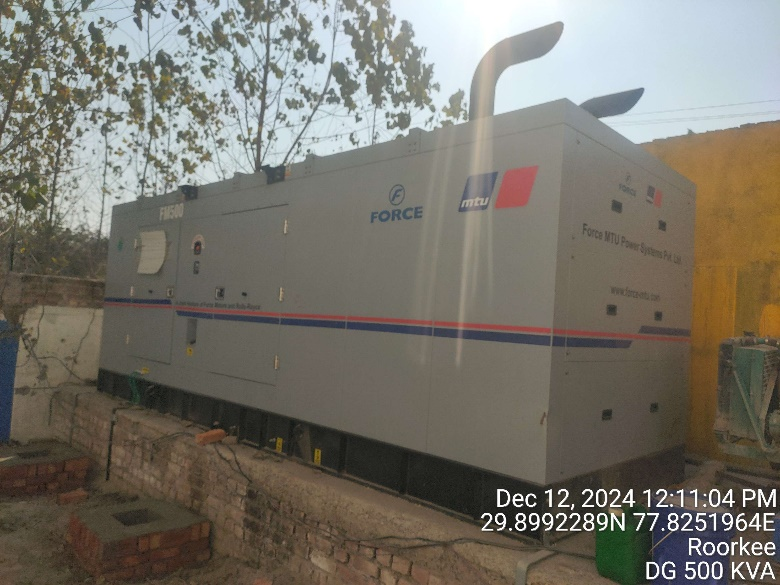 FM500
FORCE
mtu
FORCE
Force MTU Power Systems Pvt. Ltd.
www.force-mtu.com
Dec 12, 2024 12:11:04 PM
29.8992289N 77.8251964E
Roorkee
DG 500 KVA